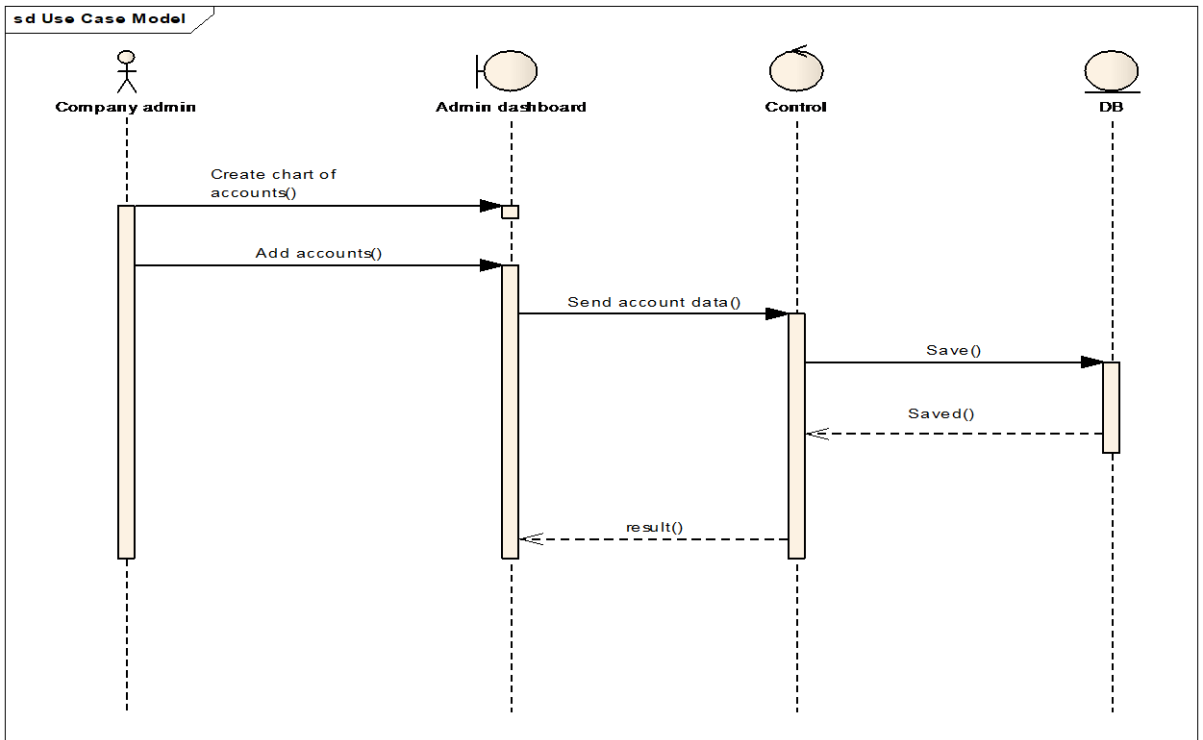 sd Use Case Model
Company admin
Admin dashboard
Control
DB
Create chart of
accounts()
Add accounts()
Send account data()
Save()
Saved()
result()